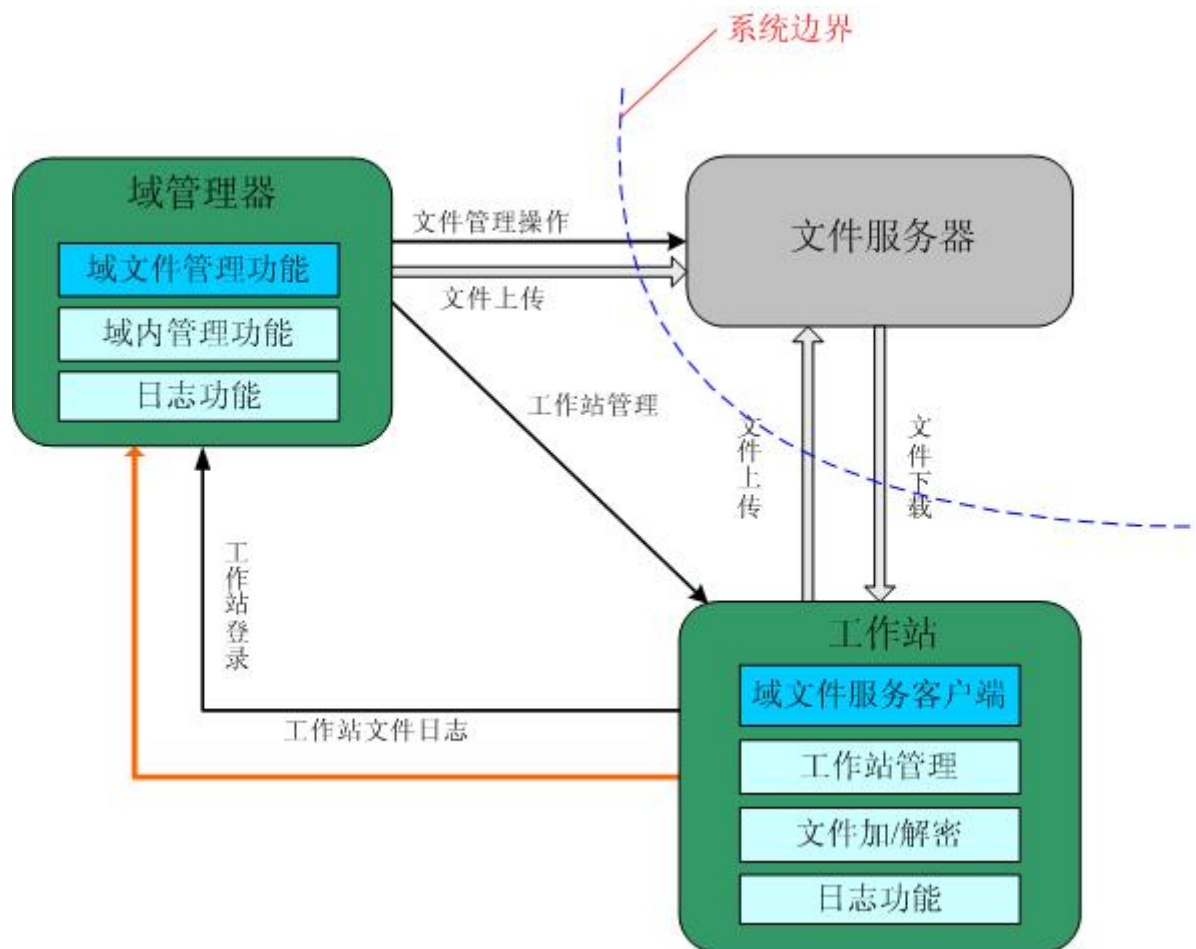 系统边界
域管理器
域文件管理功能
域内管理功能
日志功能
文件管理操作
文件上传
文件服务器
工作站管理
文件上传
文件下载
工作站登录
工作站文件日志
工作站
域文件服务客户端
工作站管理
文件加/解密
日志功能